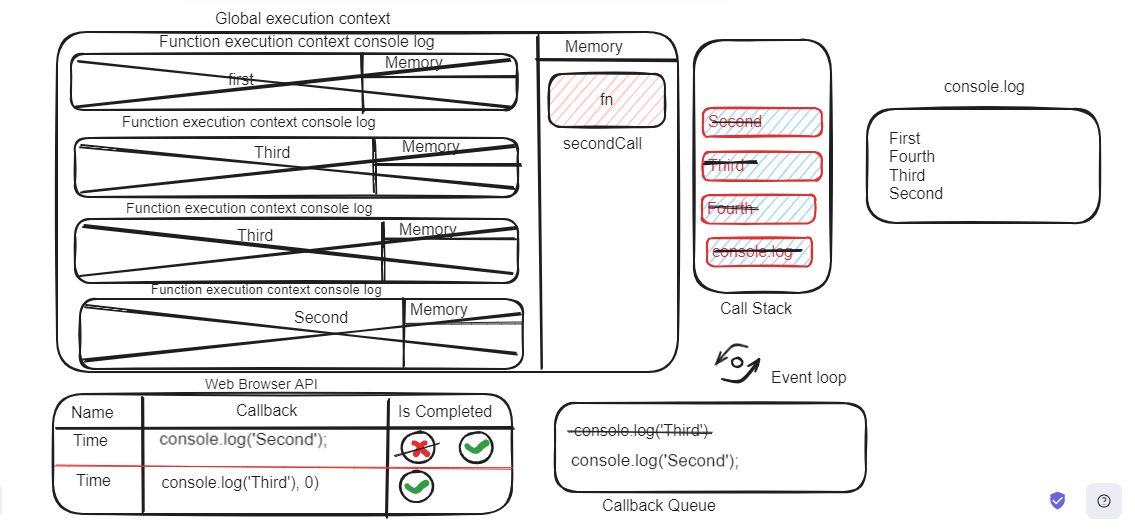 Global execution context
Function execution context console log
first
Memory
Function execution context console log
Third
Memory
Function execution context console log
Third
Memory
Function execution context console log
Second
Memory
Memory
fn
secondCall
Second
Third
Fourth
console.log
Call Stack
console.log
First
Fourth
Third
Second
Event loop
Web Browser API
Name
Callback
Is Completed
Time
console.log('Second');
Time
console.log('Third'), 0)
console.log('Third')
console.log('Second');
Callback Queue